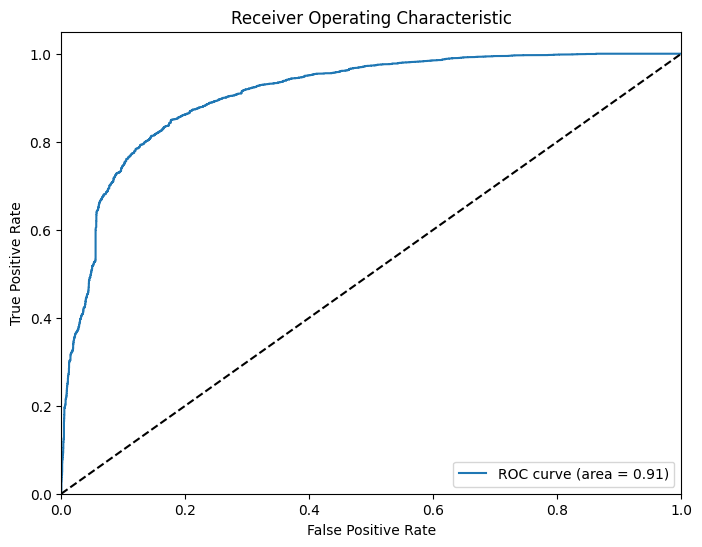 Receiver Operating Characteristic
True Positive Rate
1.0
0.8
0.6
0.4
0.2
0.0
ROC curve (area = 0.91)
0.0 0.2 0.4 0.6 0.8 1.0
False Positive Rate